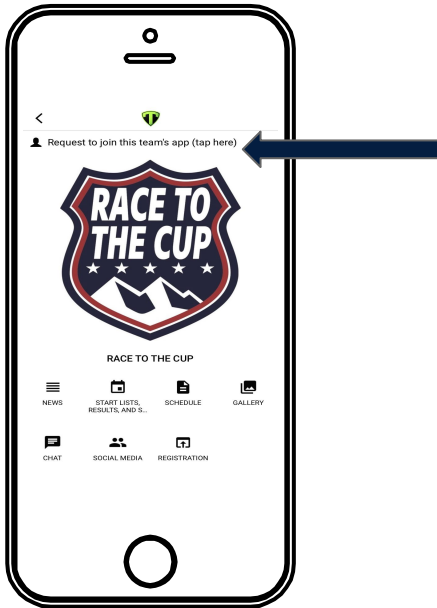 Request to join this team's app (tap here)
RACE TO
THE CUP
RACE TO THE CUP
NEWS
START LISTS,
RESULTS, AND S...
SCHEDULE
GALLERY
CHAT
SOCIAL MEDIA
REGISTRATION